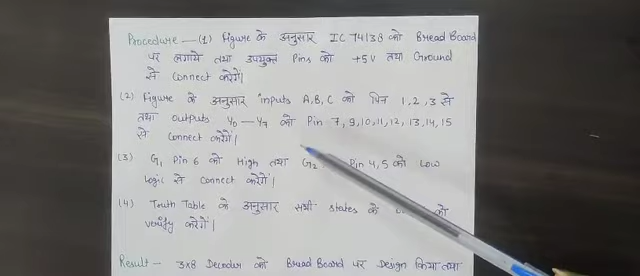 Procedure — (1) Figure के अनुसार IC 74138 को Bread Board
पर लगाये तथा उपयुक्त Pins को +5V तथा Ground
से Connect करेंगे।
(2) Figure के अनुसार inputs A,B,C को पिन 1,2,3 से
तथा outputs Y0 — Y7 को Pin 7,9,10,11,12,13,14,15
से Connect करेंगे।
(3) G1 Pin 6 को High तथा G2 Pin 4,5 को Low
Logic से Connect करेंगे।
(4) Truth Table के अनुसार सभी States के को
verify करेंगे।
Result — 3x8 Decoder को Bread Board पर Design किया तथा